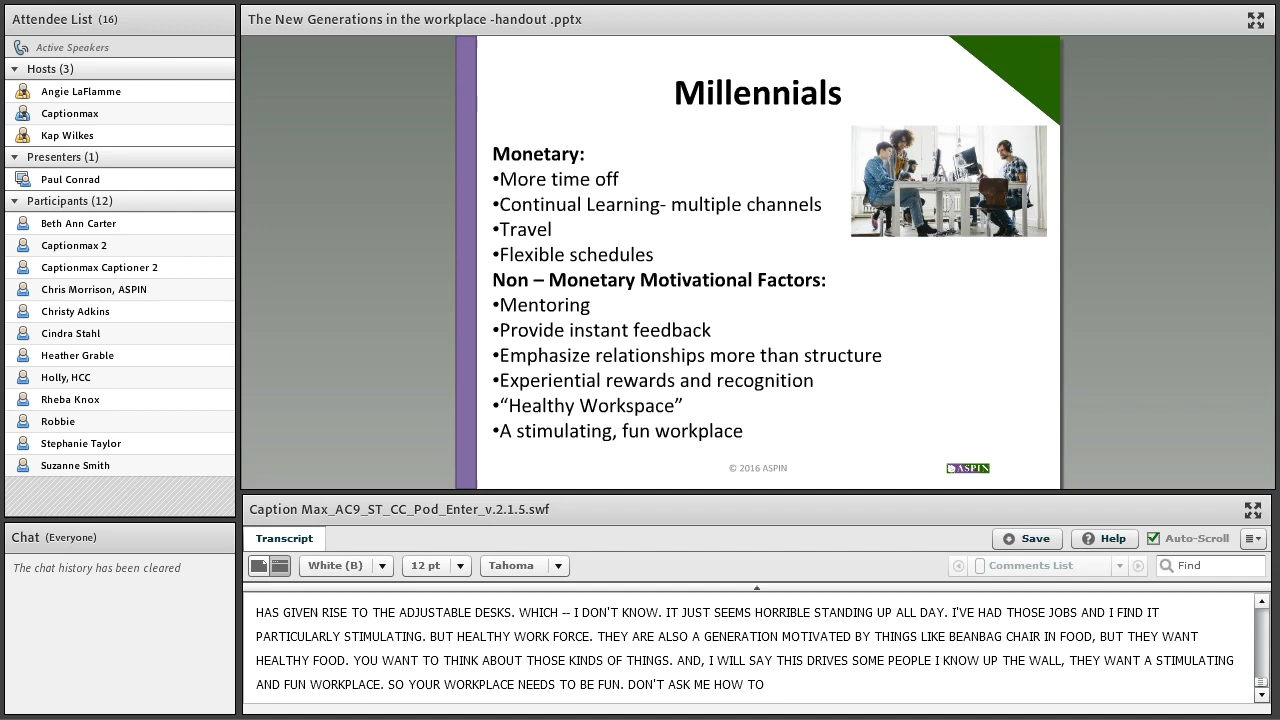 Attendee List (16)
Active Speakers
Hosts (3)
Angie LaFlamme
Captionmax
Kap Wilkes
Presenters (1)
Paul Conrad
Participants (12)
Beth Ann Carter
Captionmax 2
Captionmax Captioner 2
Chris Morrison, ASPIN
Christy Adkins
Cindra Stahl
Heather Grable
Holly, HCC
Rheba Knox
Robbie
Stephanie Taylor
Suzanne Smith
Chat (Everyone)
The chat history has been cleared
The New Generations in the workplace -handout .pptx
Millennials
Monetary:
•More time off
•Continual Learning- multiple channels
•Travel
•Flexible schedules
Non – Monetary Motivational Factors:
•Mentoring
•Provide instant feedback
•Emphasize relationships more than structure
•Experiential rewards and recognition
•“Healthy Workspace”
•A stimulating, fun workplace
© 2016 ASPIN
ASPIN
Caption Max_AC9_ST_CC_Pod_Enter_v.2.1.5.swf
Transcript
Save
Help
Auto-Scroll
White (B)
12 pt
Tahoma
Comments List
Find
HAS GIVEN RISE TO THE ADJUSTABLE DESKS. WHICH -- I DON'T KNOW. IT JUST SEEMS HORRIBLE STANDING UP ALL DAY. I'VE HAD THOSE JOBS AND I FIND IT
PARTICULARLY STIMULATING. BUT HEALTHY WORK FORCE. THEY ARE ALSO A GENERATION MOTIVATED BY THINGS LIKE BEANBAG CHAIR IN FOOD, BUT THEY WANT
HEALTHY FOOD. YOU WANT TO THINK ABOUT THOSE KINDS OF THINGS. AND, I WILL SAY THIS DRIVES SOME PEOPLE I KNOW UP THE WALL, THEY WANT A STIMULATING
AND FUN WORKPLACE. SO YOUR WORKPLACE NEEDS TO BE FUN. DON'T ASK ME HOW TO